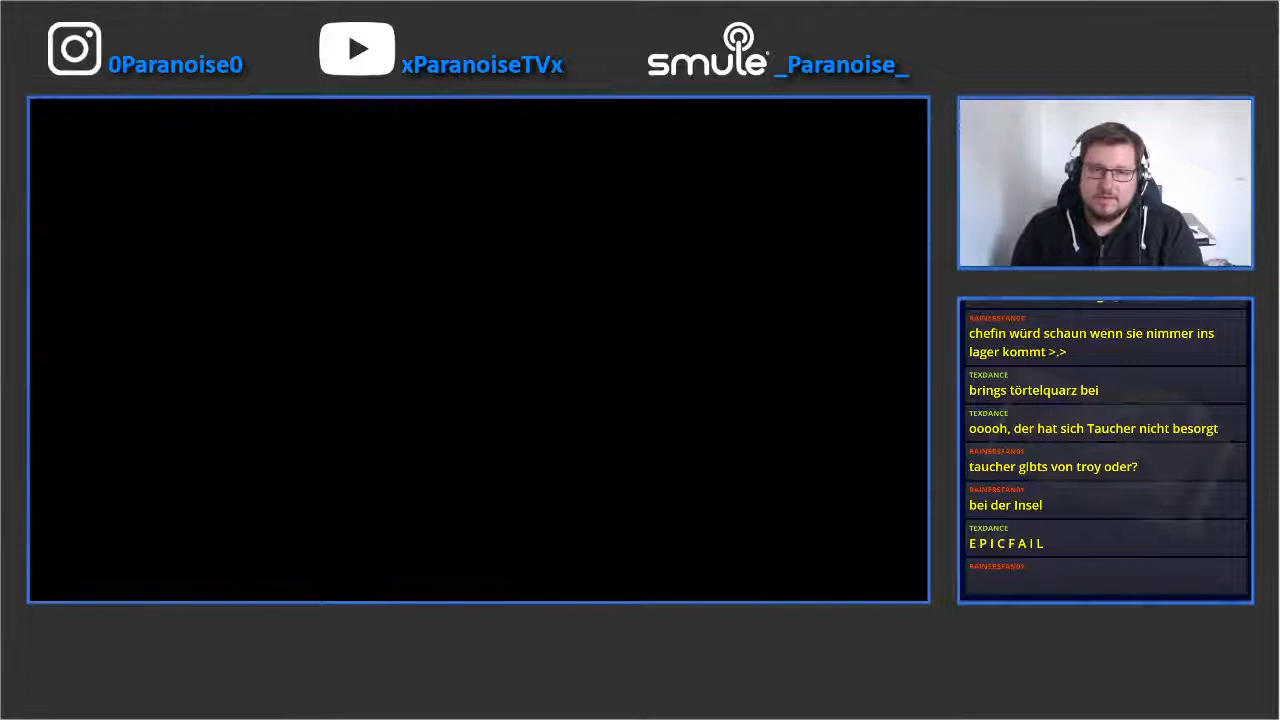 0Paranoise0
xParanoiseTVx
smule
_Paranoise_
chefin würd schaun wenn sie nimmer ins
lager kommt >.>
TEXDANCE
brings törtelquarz bei
TEXDANCE
ooooh, der hat sich Taucher nicht besorgt
taucher gibts von troy oder?
bei der Insel
TEXDANCE
E P I C F A I L